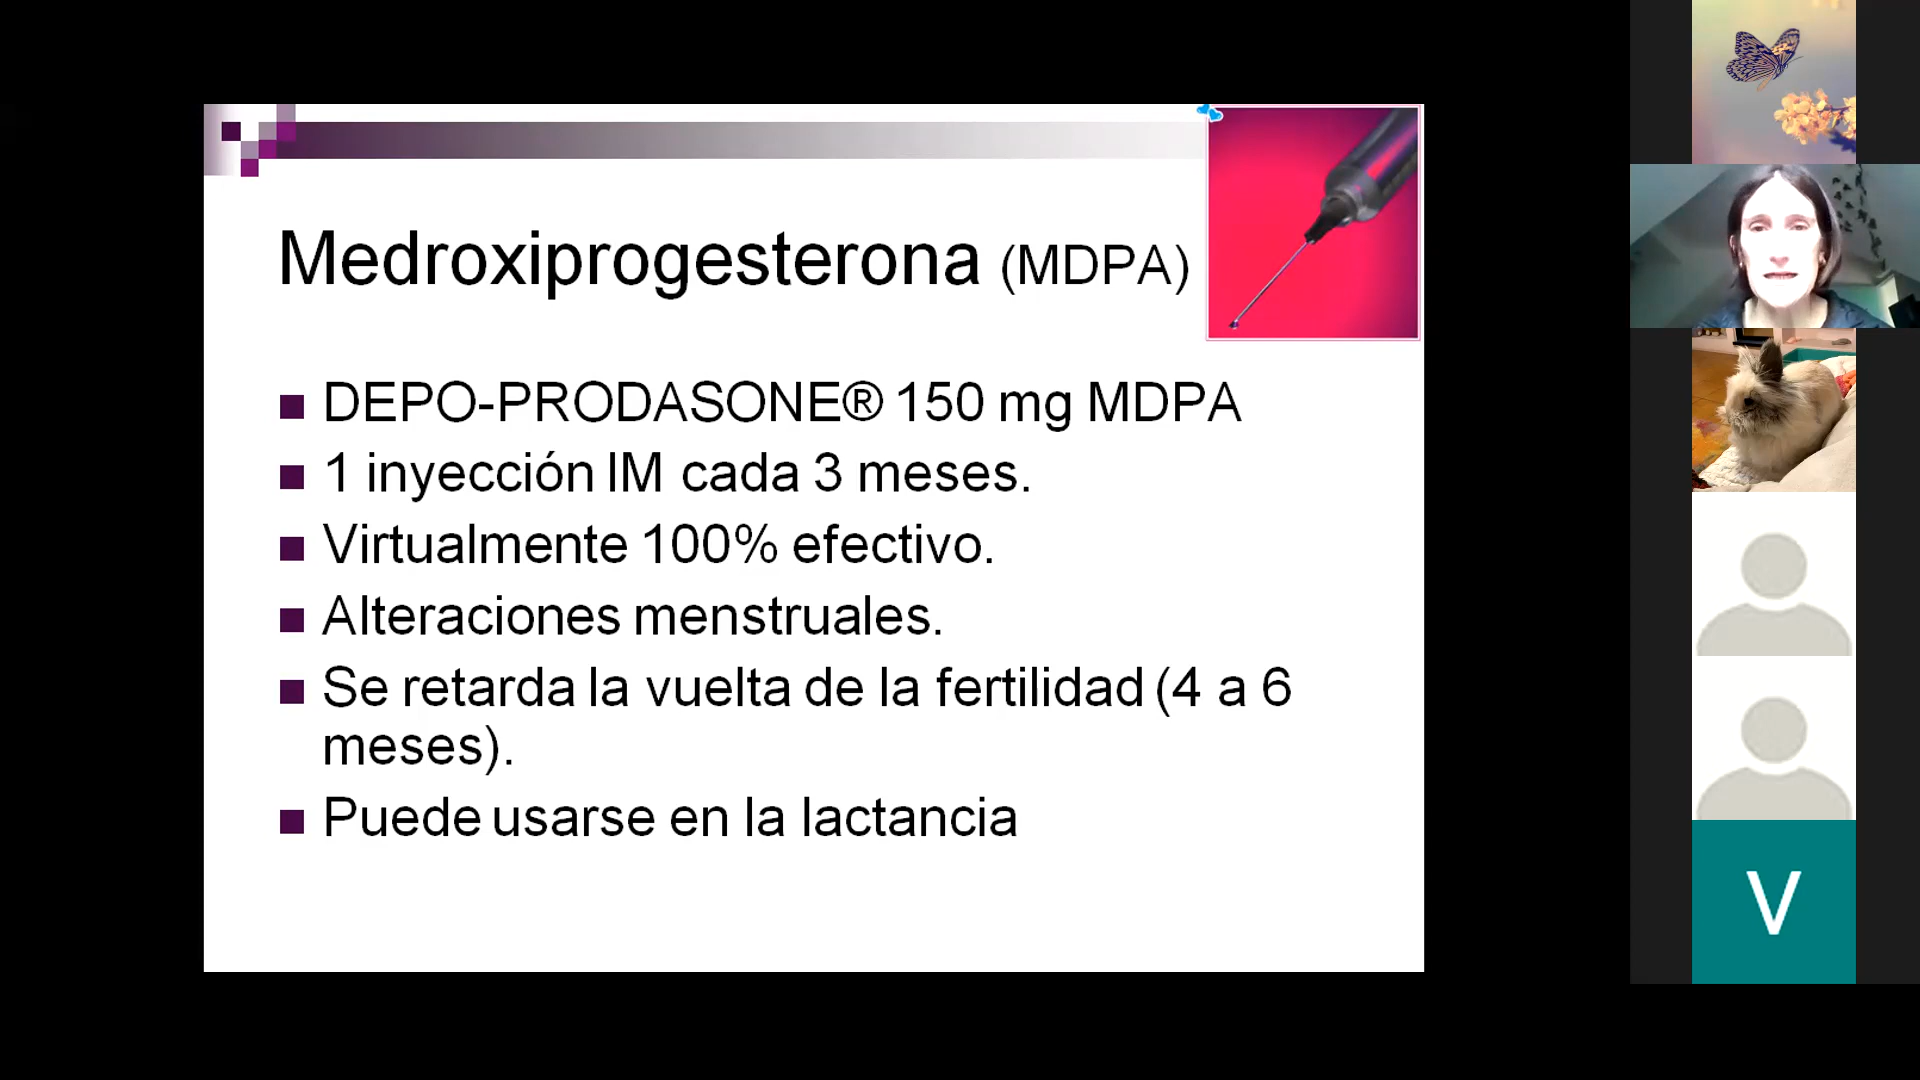 Medroxiprogesterona (MDPA)
DEPO-PRODASONE® 150 mg MDPA
1 inyección IM cada 3 meses.
Virtualmente 100% efectivo.
Alteraciones menstruales.
Se retarda la vuelta de la fertilidad (4 a 6
meses).
Puede usarse en la lactancia
V